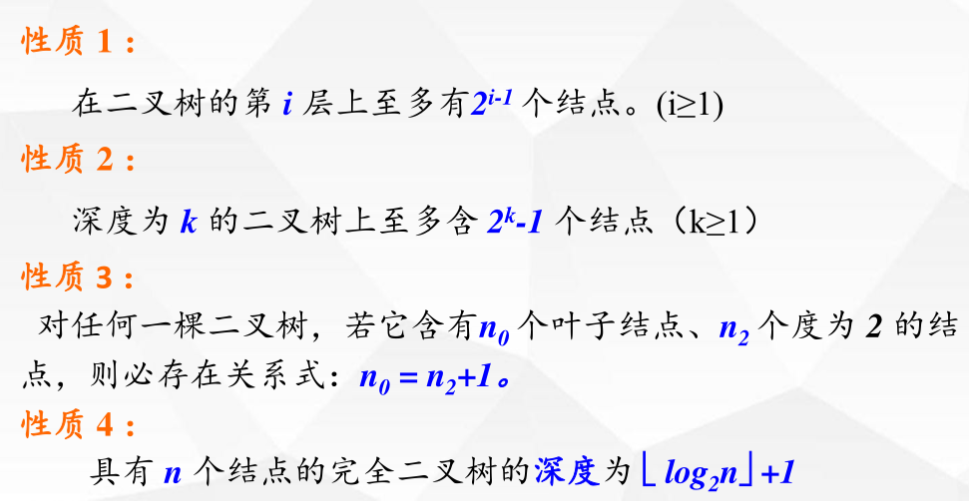 性质 1：
在二叉树的第 i 层上至多有2^{i-1} 个结点。(i≥1)
性质 2：
深度为 k 的二叉树上至多含 2^k-1 个结点（k≥1）
性质 3：
对任何一棵二叉树，若它含有n_0 个叶子结点、n_2 个度为 2 的结
点，则必存在关系式：n_0 = n_2+1。
性质 4：
具有 n 个结点的完全二叉树的深度为⌊ log_2n⌋+1